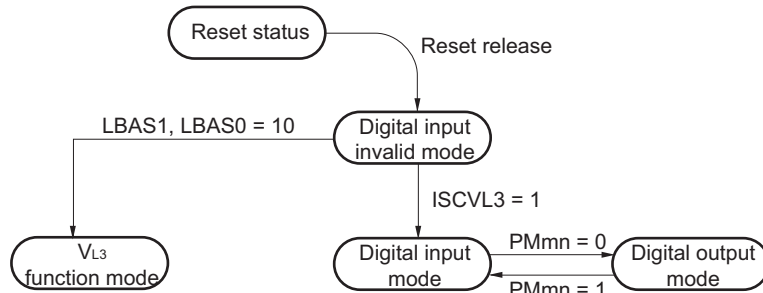 Reset status
Reset release
LBAS1, LBAS0 = 10
Digital input
invalid mode
ISCVL3 = 1
VL3
function mode
Digital input
mode
PMmn = 0
PMmn = 1
Digital output
mode